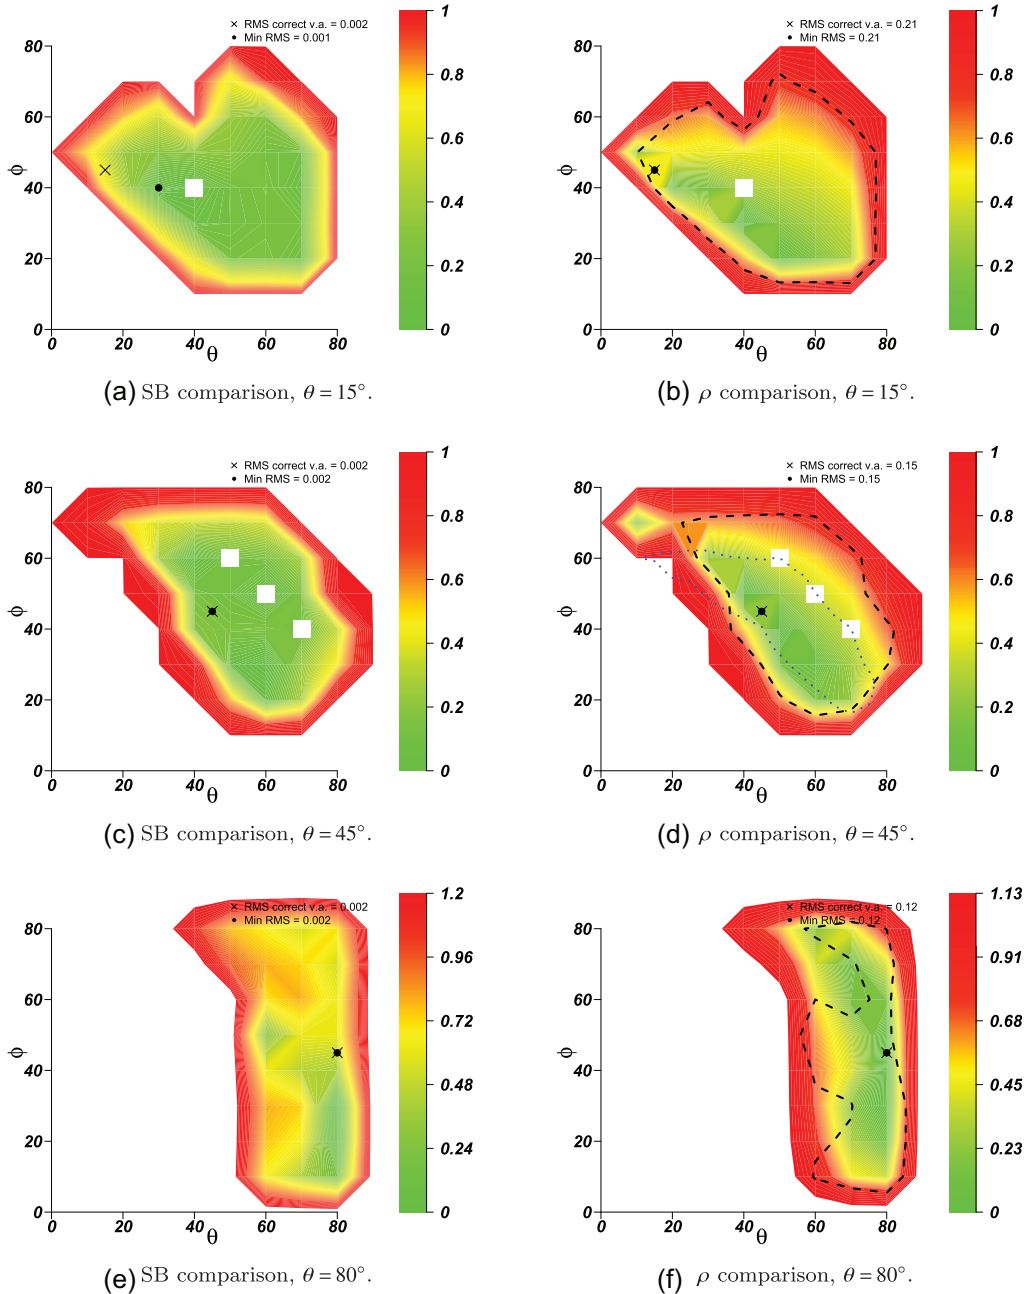 × RMS correct v.a. = 0.002
• Min RMS = 0.001
80
60
40
20
0
ϕ
0 20 40 60 80
θ
1
0.8
0.6
0.4
0.2
0
(a) SB comparison, θ = 15°.
× RMS correct v.a. = 0.21
• Min RMS = 0.21
80
60
40
20
0
ϕ
0 20 40 60 80
θ
1
0.8
0.6
0.4
0.2
0
(b) ρ comparison, θ = 15°.
× RMS correct v.a. = 0.002
• Min RMS = 0.002
80
60
40
20
0
ϕ
0 20 40 60 80
θ
1
0.8
0.6
0.4
0.2
0
(c) SB comparison, θ = 45°.
× RMS correct v.a. = 0.15
• Min RMS = 0.15
80
60
40
20
0
ϕ
0 20 40 60 80
θ
1
0.8
0.6
0.4
0.2
0
(d) ρ comparison, θ = 45°.
× RMS correct v.a. = 0.002
• Min RMS = 0.002
80
60
40
20
0
ϕ
0 20 40 60 80
θ
1.2
0.96
0.72
0.48
0.24
0
(e) SB comparison, θ = 80°.
× RMS correct v.a. = 0.12
• Min RMS = 0.12
80
60
40
20
0
ϕ
0 20 40 60 80
θ
1.13
0.91
0.68
0.45
0.23
0
(f) ρ comparison, θ = 80°.